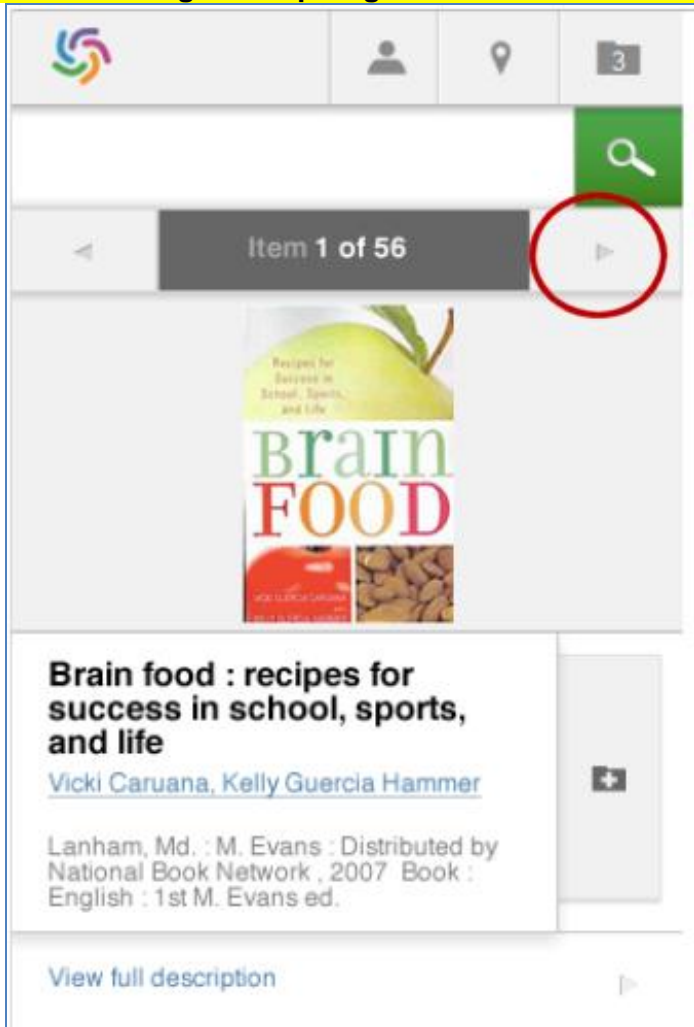 3
Item 1 of 56
Recipes for
Success in
School, Sports,
and Life
Brain
FOOD
Brain food : recipes for
success in school, sports,
and life
Vicki Caruana, Kelly Guercia Hammer
Lanham, Md. : M. Evans : Distributed by
National Book Network , 2007 Book :
English : 1st M. Evans ed.
View full description